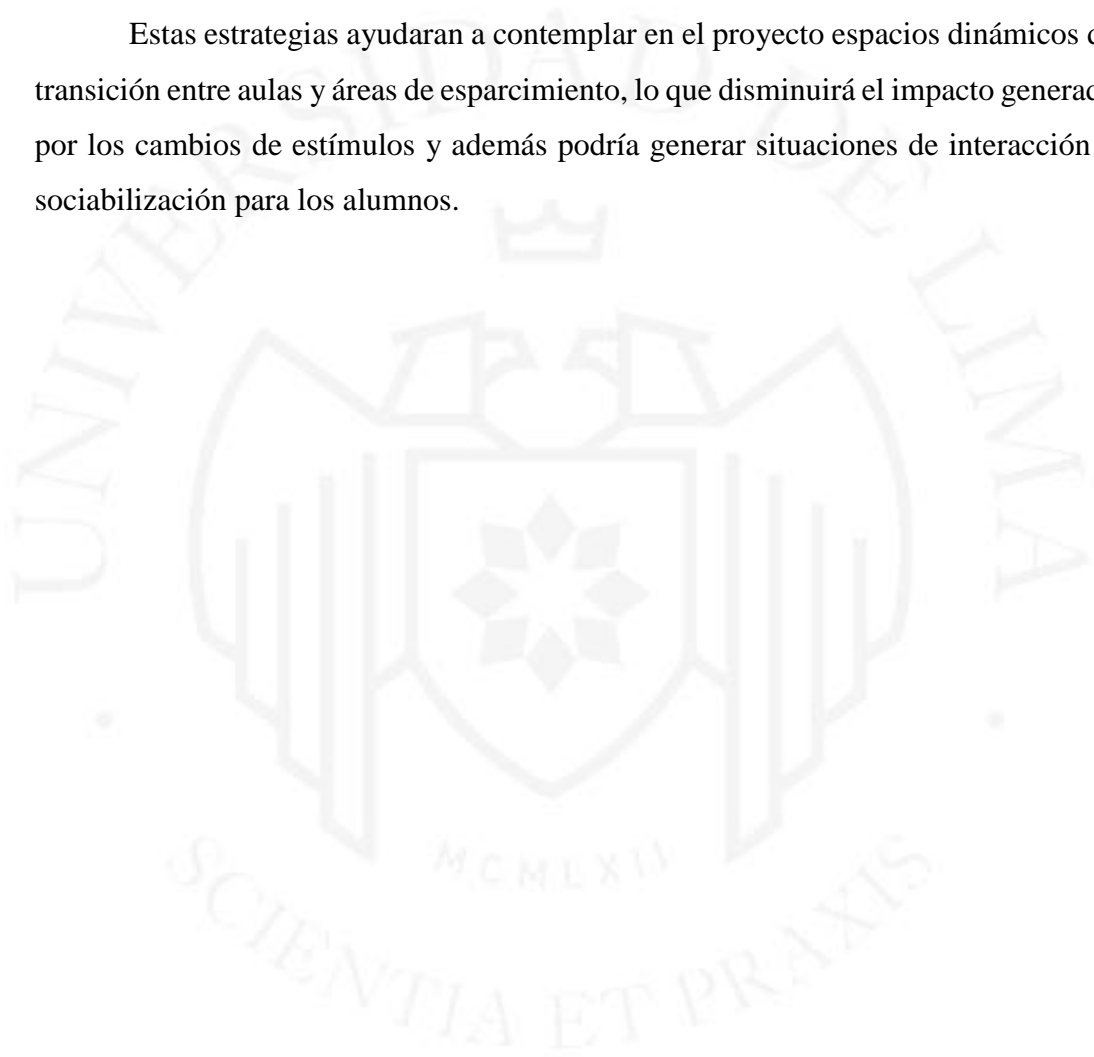 Estas estrategias ayudaran a contemplar en el proyecto espacios dinámicos d
transición entre aulas y áreas de esparcimiento, lo que disminuirá el impacto generad
por los cambios de estímulos y además podría generar situaciones de interacción
sociabilización para los alumnos.
UNIVERSIDAD DE LIMA
MCMLXII
SCIENTIA ET PRAXIS